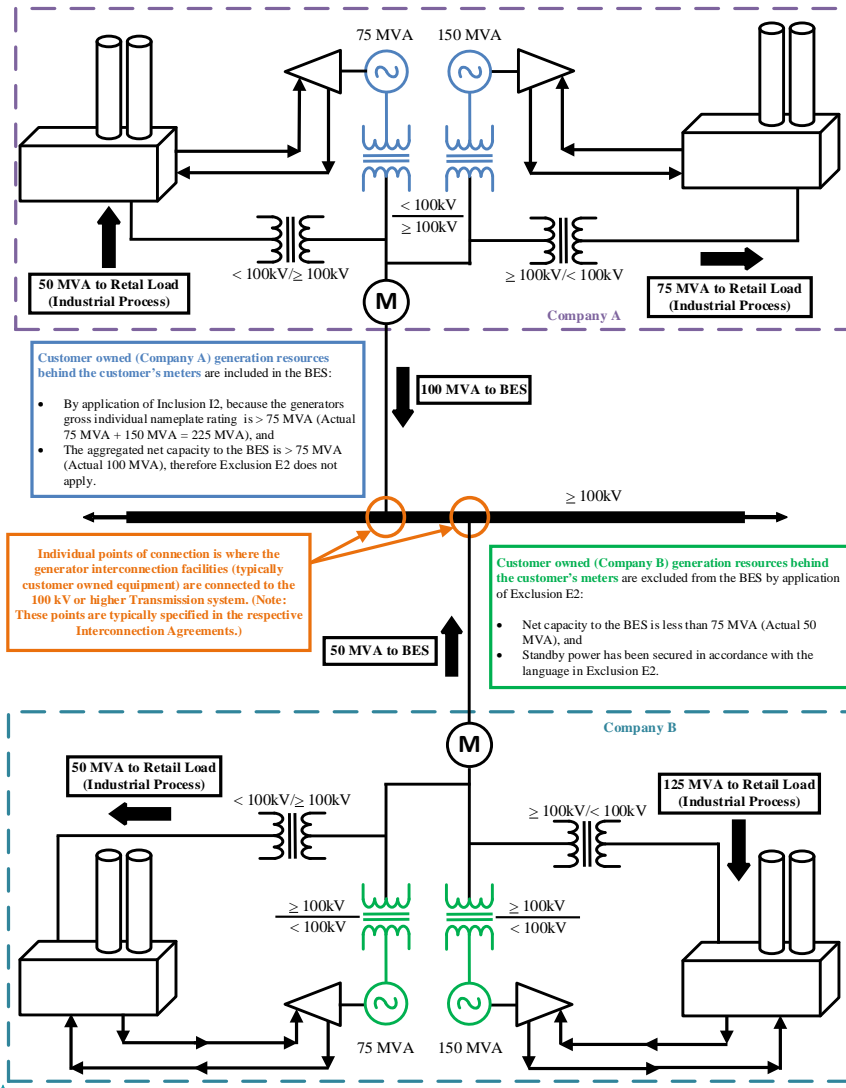 75 MVA
150 MVA
< 100kV
≥ 100kV
50 MVA to Retal Load
(Industrial Process)
< 100kV/≥ 100kV
≥ 100kV/< 100kV
75 MVA to Retail Load
(Industrial Process)
M
Company A
Customer owned (Company A) generation resources
behind the customer's meters are included in the BES:
• By application of Inclusion I2, because the generators
gross individual nameplate rating is > 75 MVA (Actual
75 MVA + 150 MVA = 225 MVA), and
• The aggregated net capacity to the BES is > 75 MVA
(Actual 100 MVA), therefore Exclusion E2 does not
apply.
100 MVA to BES
≥ 100kV
Individual points of connection is where the
generator interconnection facilities (typically
customer owned equipment) are connected to the
100 kV or higher Transmission system. (Note:
These points are typically specified in the respective
Interconnection Agreements.)
Customer owned (Company B) generation resources behind
the customer's meters are excluded from the BES by application
of Exclusion E2:
• Net capacity to the BES is less than 75 MVA (Actual 50
MVA), and
• Standby power has been secured in accordance with the
language in Exclusion E2.
50 MVA to BES
Company B
M
50 MVA to Retail Load
(Industrial Process)
125 MVA to Retail Load
(Industrial Process)
< 100kV/≥ 100kV
≥ 100kV/< 100kV
≥ 100kV
< 100kV
≥ 100kV
< 100kV
75 MVA
150 MVA